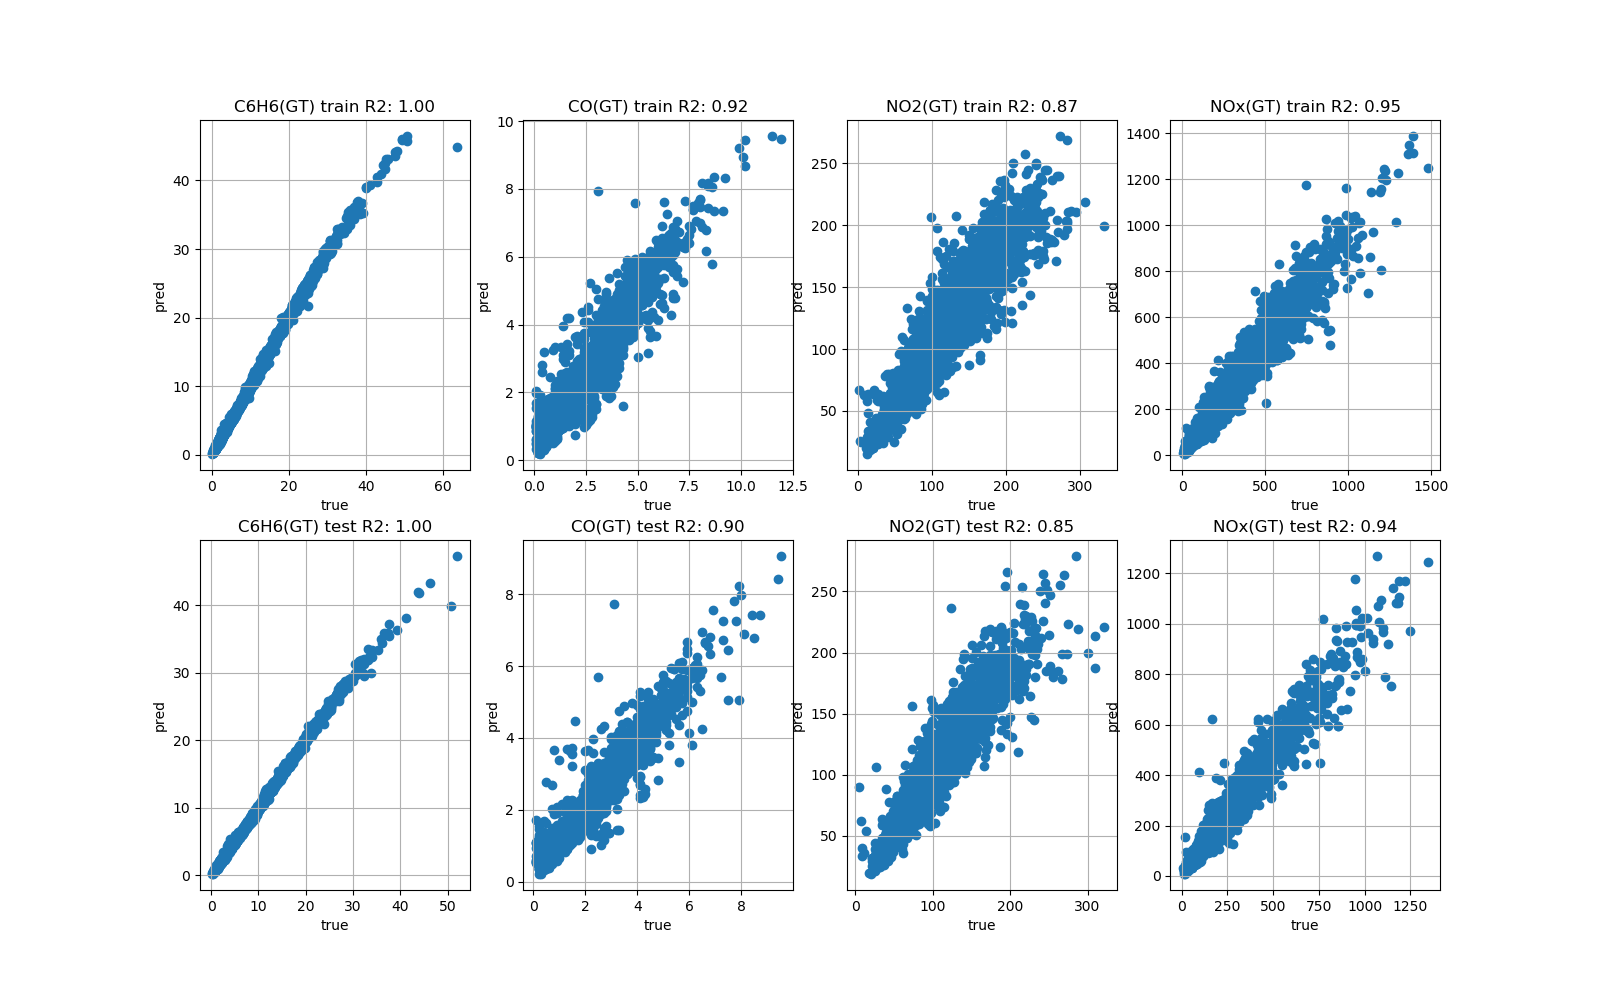 C6H6(GT) train R2: 1.00
CO(GT) train R2: 0.92
NO2(GT) train R2: 0.87
NOx(GT) train R2: 0.95
pred
40
30
20
10
0
0 20 40 60
true
pred
10
8
6
4
2
0
0.0 2.5 5.0 7.5 10.0 12.5
true
pred
250
200
150
100
50
0 100 200 300
true
pred
1400
1200
1000
800
600
400
200
0
0 500 1000 1500
true
C6H6(GT) test R2: 1.00
CO(GT) test R2: 0.90
NO2(GT) test R2: 0.85
NOx(GT) test R2: 0.94
pred
40
30
20
10
0
0 10 20 30 40 50
true
pred
8
6
4
2
0
0 2 4 6 8
true
pred
250
200
150
100
50
0 100 200 300
true
pred
1200
1000
800
600
400
200
0
0 250 500 750 1000 1250
true